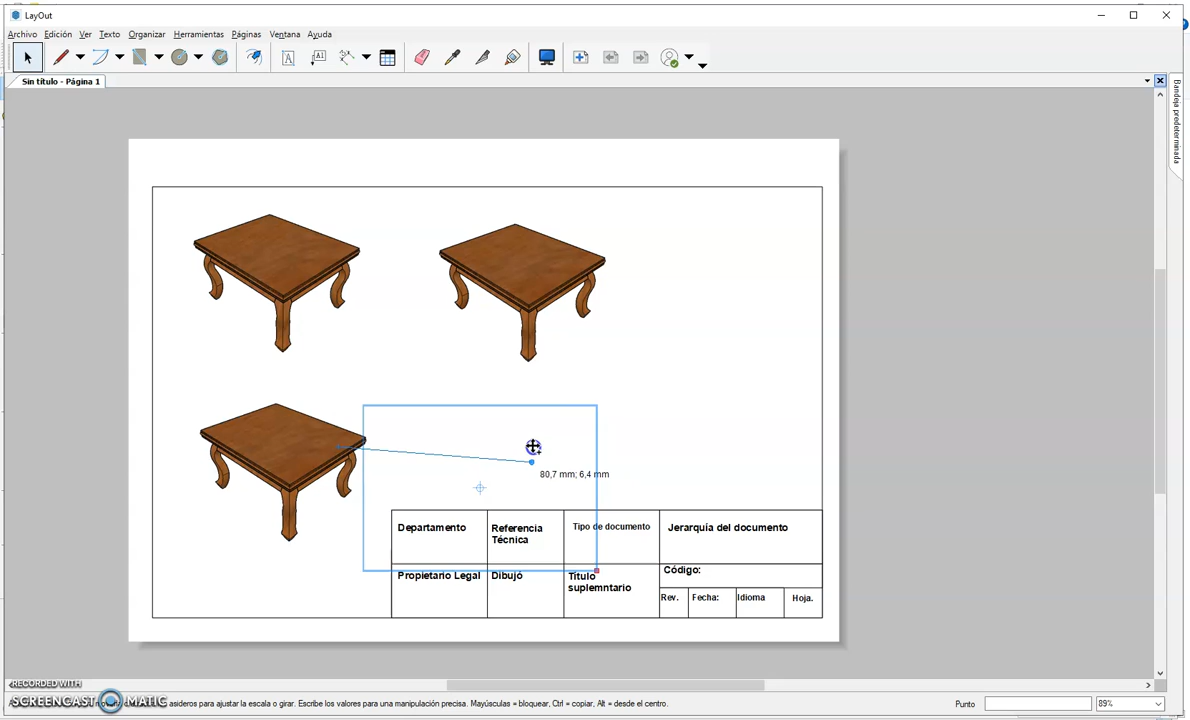 LayOut
Archivo Edición Ver Texto Organizar Herramientas Páginas Ventana Ayuda
Sin título - Página 1
Bandeja predeterminada
80,7 mm; 6,4 mm
Departamento
Referencia
Técnica
Tipo de documento
Jerarquía del documento
Propietario Legal
Dibujó
Título
suplemntario
Código:
Rev.
Fecha:
Idioma
Hoja.
RECORDED WITH
SCREENCAST MATIC
asideros para ajustar la escala o girar. Escribe los valores para una manipulación precisa. Mayúsculas = bloquear, Ctrl = copiar, Alt = desde el centro.
Punto
89%